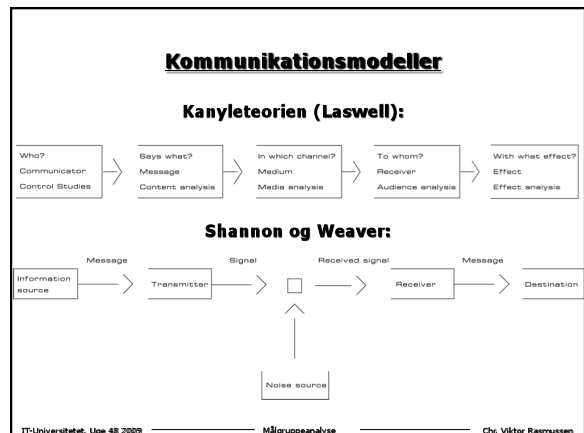 Kommunikationsmodeller
Kanyleteorien (Laswell):
Who?
Communicator
Control Studies
Says what?
Message
Content analysis
In which channel?
Medium
Media analysis
To whom?
Receiver
Audience analysis
With what effect?
Effect
Effect analysis
Shannon og Weaver:
Message
Signal
Received signal
Message
Information
source
Transmitter
Receiver
Destination
Noise source
IT-Universitetet, Uge 48 2009
Målgruppeanalyse
Chr. Viktor Rasmussen